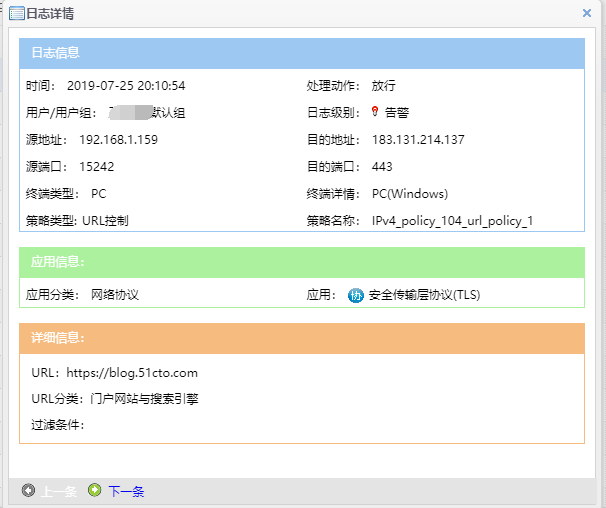 日志详情
日志信息
时间： 2019-07-25 20:10:54 处理动作： 放行
用户/用户组： 默认组 日志级别： 告警
源地址： 192.168.1.159 目的地址： 183.131.214.137
源端口： 15242 目的端口： 443
终端类型： PC 终端详情： PC(Windows)
策略类型: URL控制 策略名称： IPv4_policy_104_url_policy_1
应用信息：
应用分类： 网络协议 应用： 协 安全传输层协议(TLS)
详细信息：
URL：https://blog.51cto.com
URL分类：门户网站与搜索引擎
过滤条件：
上一条 下一条